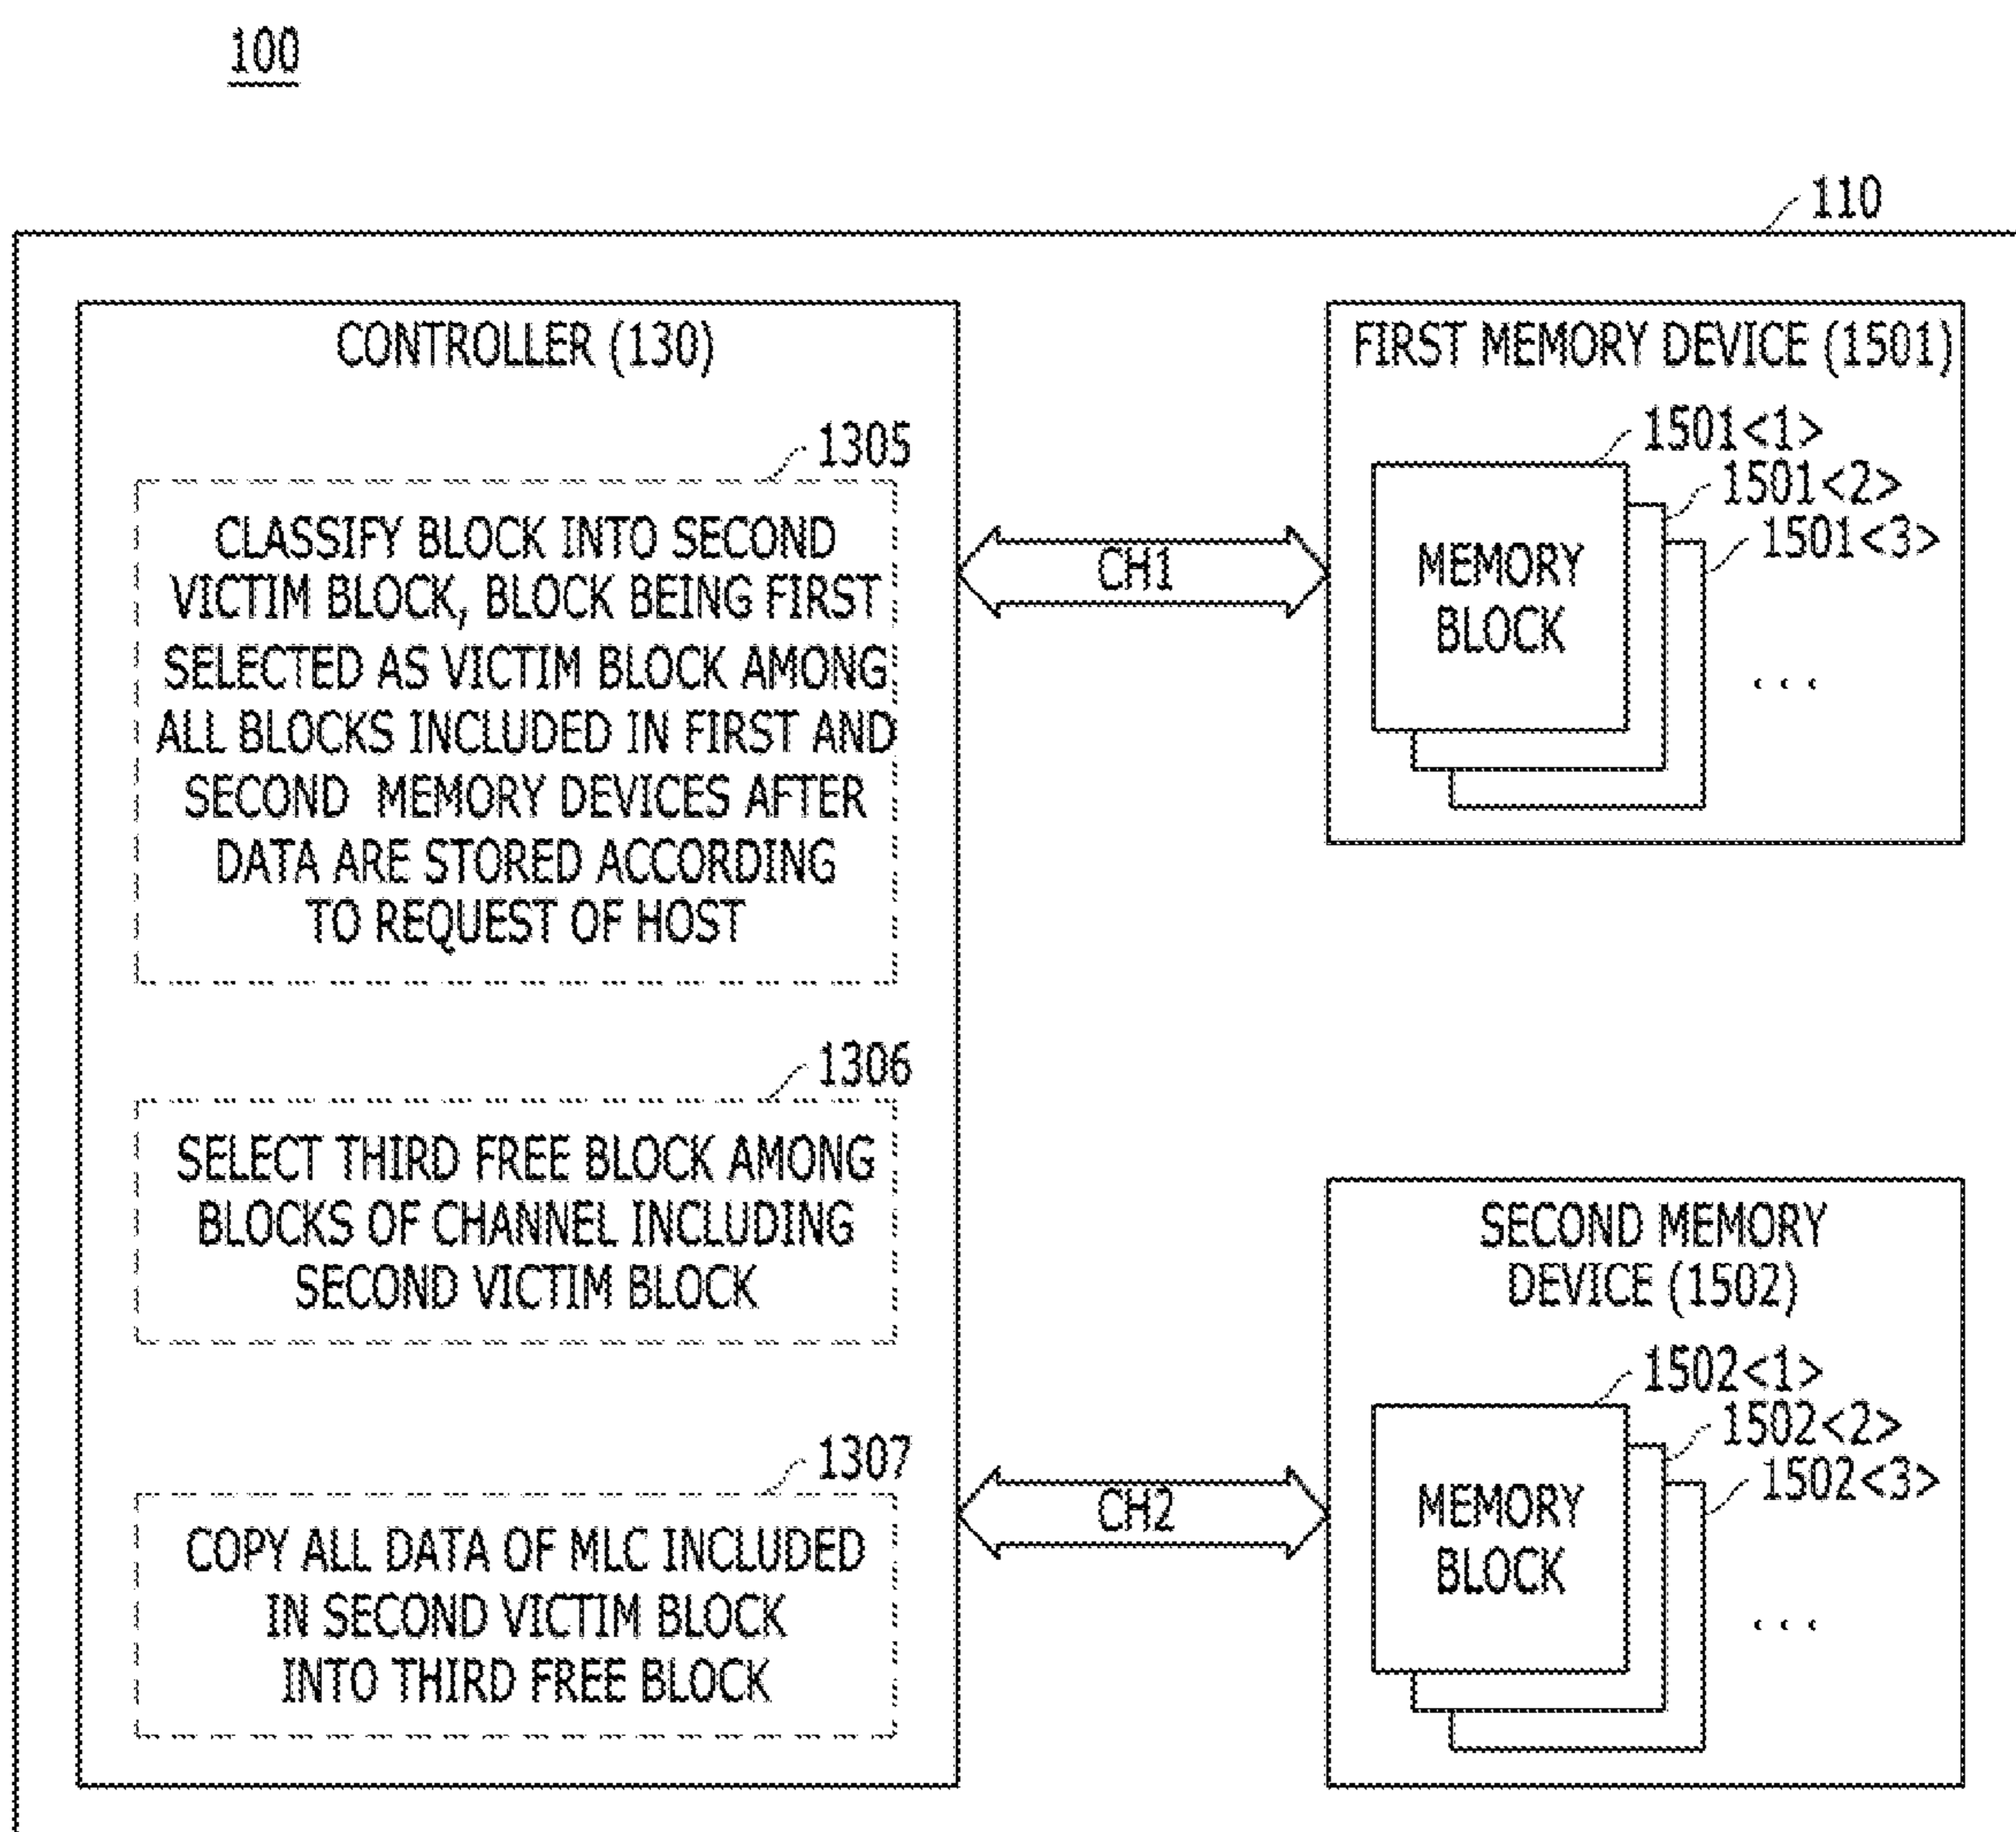 100
110
CONTROLLER (130)
1305
CLASSIFY BLOCK INTO SECOND
VICTIM BLOCK, BLOCK BEING FIRST
SELECTED AS VICTIM BLOCK AMONG
ALL BLOCKS INCLUDED IN FIRST AND
SECOND MEMORY DEVICES AFTER
DATA ARE STORED ACCORDING
TO REQUEST OF HOST
1306
SELECT THIRD FREE BLOCK AMONG
BLOCKS OF CHANNEL INCLUDING
SECOND VICTIM BLOCK
1307
COPY ALL DATA OF MLC INCLUDED
IN SECOND VICTIM BLOCK
INTO THIRD FREE BLOCK
CH1
CH2
FIRST MEMORY DEVICE (1501)
1501<1>
1501<2>
1501<3>
MEMORY
BLOCK
...
SECOND MEMORY
DEVICE (1502)
1502<1>
1502<2>
1502<3>
MEMORY
BLOCK
...